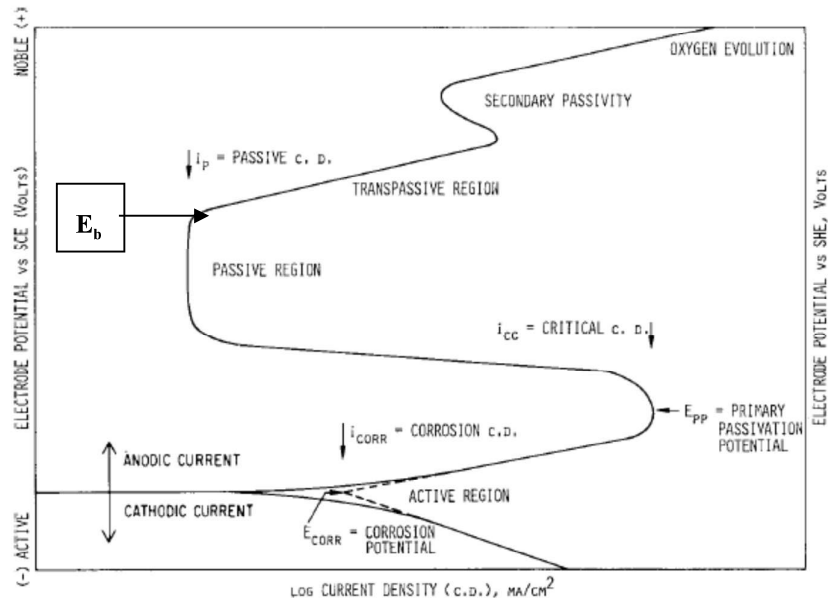 OXYGEN EVOLUTION
SECONDARY PASSIVITY
i_P = PASSIVE C. D.
TRANSPASSIVE REGION
E_b
PASSIVE REGION
i_CC = CRITICAL C. D.
E_PP = PRIMARY
PASSIVATION
POTENTIAL
i_CORR = CORROSION C.D.
ANODIC CURRENT
ACTIVE REGION
CATHODIC CURRENT
E_CORR = CORROSION
POTENTIAL
(-) ACTIVE
ELECTRODE POTENTIAL vs SCE (VOLTS)
NOBLE (+)
ELECTRODE POTENTIAL vs SHE, VOLTS
LOG CURRENT DENSITY (C.D.), MA/CM²